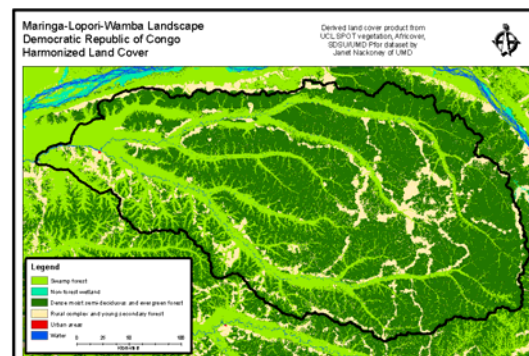 Maringa-Lopori-Wamba Landscape
Democratic Republic of Congo
Harmonized Land Cover
Derived land cover product from
UCL SPOT vegetation, Africover,
SDSU/UMD Pfor dataset by
Janet Nackoney of UMD
Legend
Swamp forest
Non-forest wetland
Dense moist semi-deciduous and evergreen forest
Rural complex and young secondary forest
Urban areas
Water